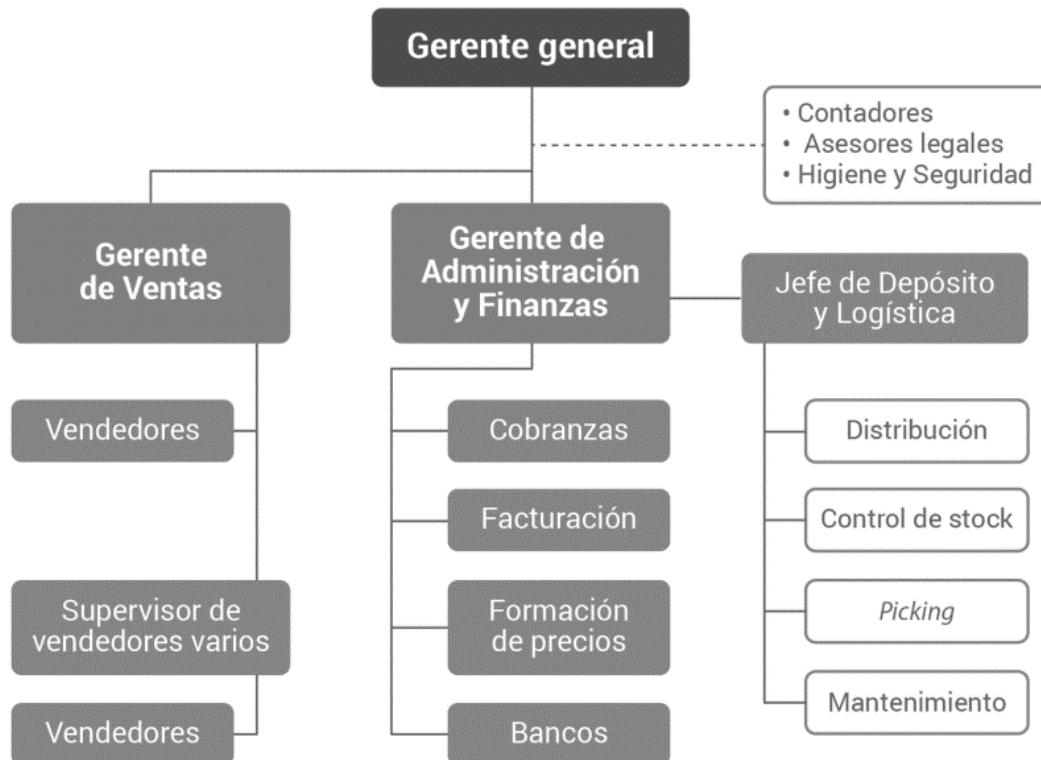 Gerente general
• Contadores
• Asesores legales
• Higiene y Seguridad
Gerente
de Ventas
Gerente de
Administración
y Finanzas
Jefe de Depósito
y Logística
Vendedores
Supervisor de
vendedores varios
Vendedores
Cobranzas
Facturación
Formación
de precios
Bancos
Distribución
Control de stock
Picking
Mantenimiento